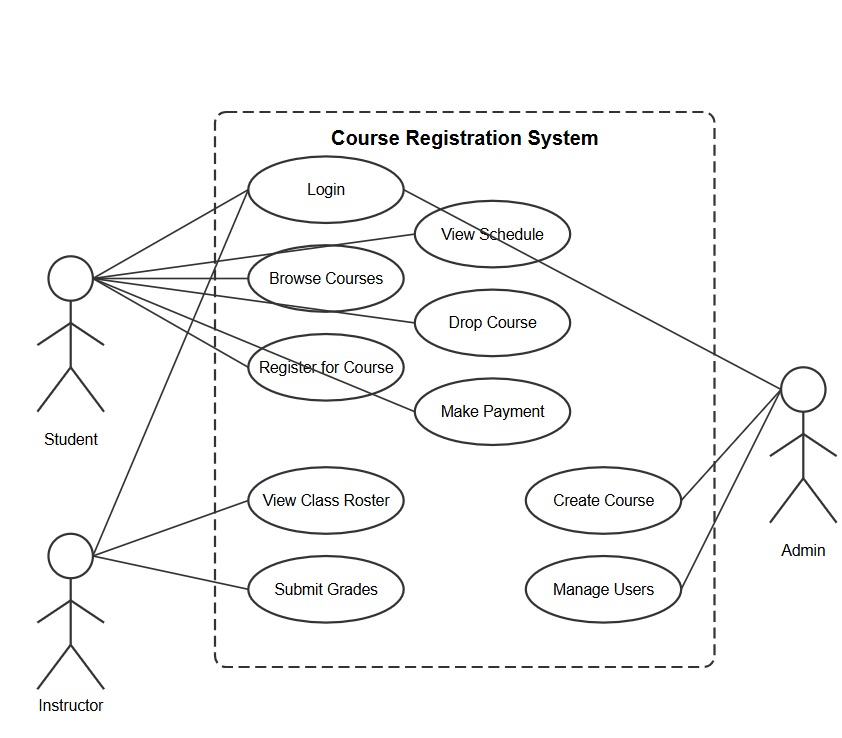 Course Registration System
Login
View Schedule
Browse Courses
Drop Course
Register for Course
Make Payment
Student
View Class Roster
Create Course
Admin
Submit Grades
Manage Users
Instructor